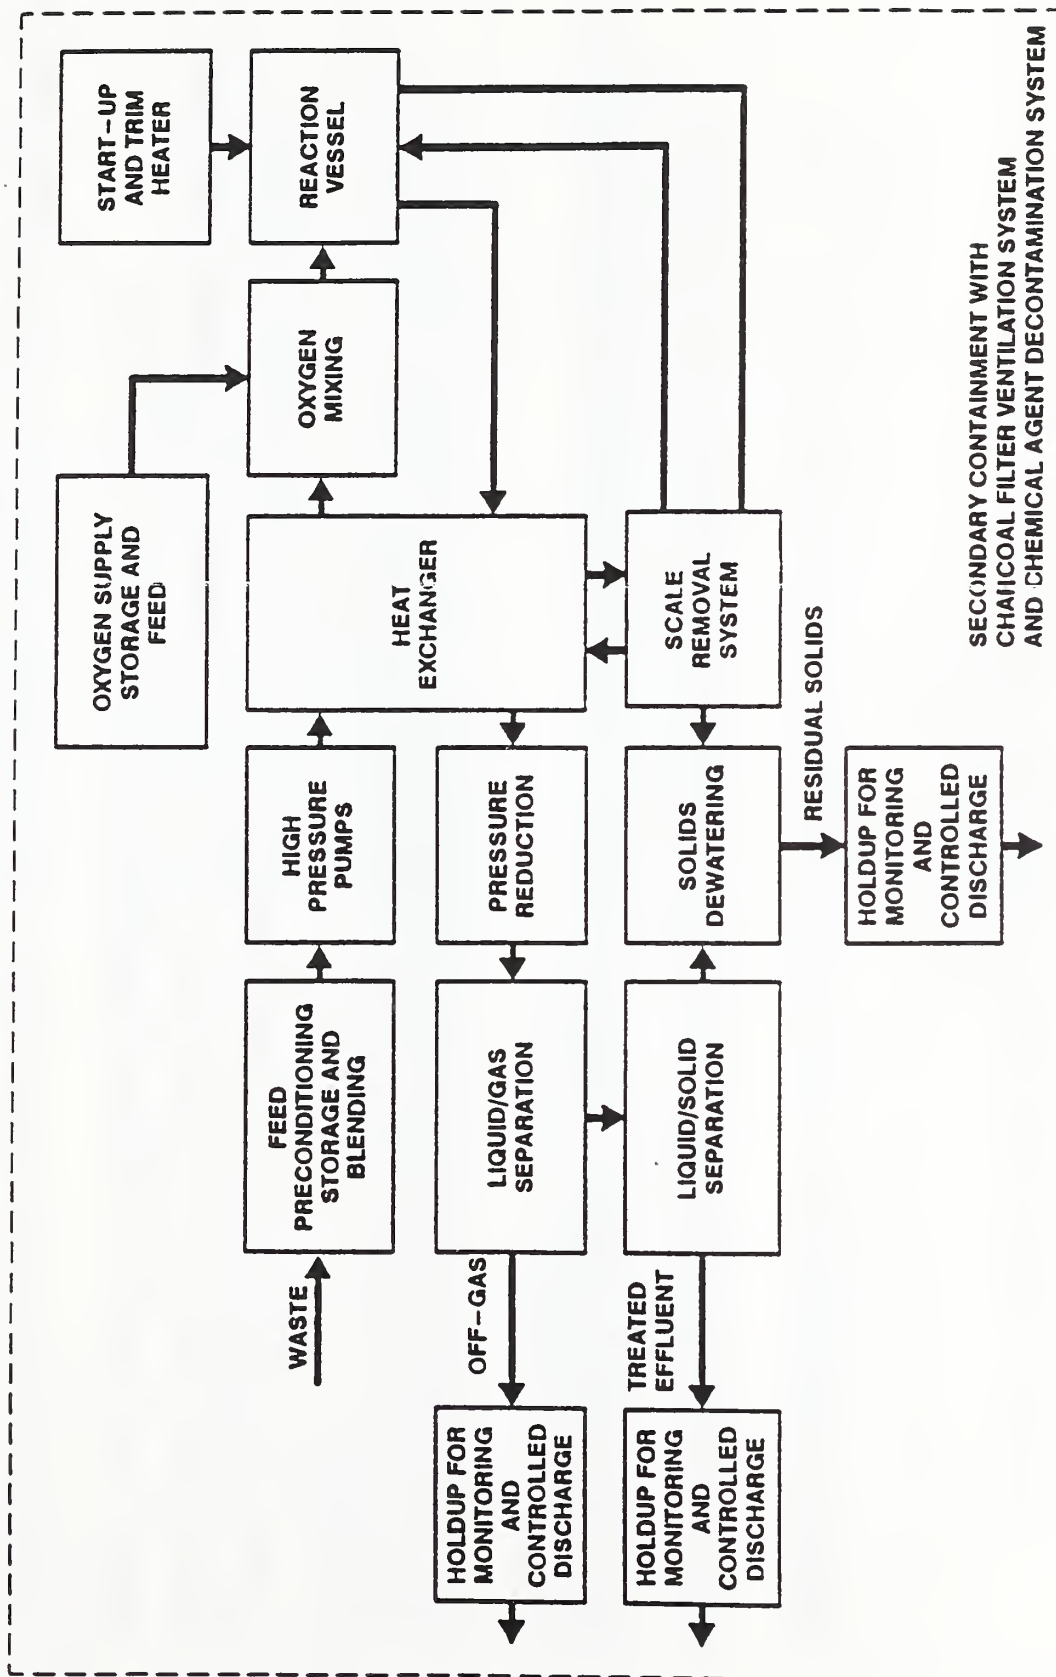 START-UP
AND TRIM
HEATER
OXYGEN SUPPLY
STORAGE AND
FEED
WASTE
FEED
PRECONDITIONING
STORAGE AND
BLENDING
HIGH
PRESSURE
PUMPS
HEAT
EXCHANGER
OXYGEN
MIXING
REACTION
VESSEL
HOLDUP FOR
MONITORING
AND
CONTROLLED
DISCHARGE
OFF-GAS
LIQUID/GAS
SEPARATION
PRESSURE
REDUCTION
HOLDUP FOR
MONITORING
AND
CONTROLLED
DISCHARGE
TREATED
EFFLUENT
LIQUID/SOLID
SEPARATION
SOLIDS
DEWATERING
SCALE
REMOVAL
SYSTEM
RESIDUAL SOLIDS
HOLDUP FOR
MONITORING
AND
CONTROLLED
DISCHARGE
SECONDARY CONTAINMENT WITH
CHARCOAL FILTER VENTILATION SYSTEM
AND CHEMICAL AGENT DECONTAMINATION SYSTEM